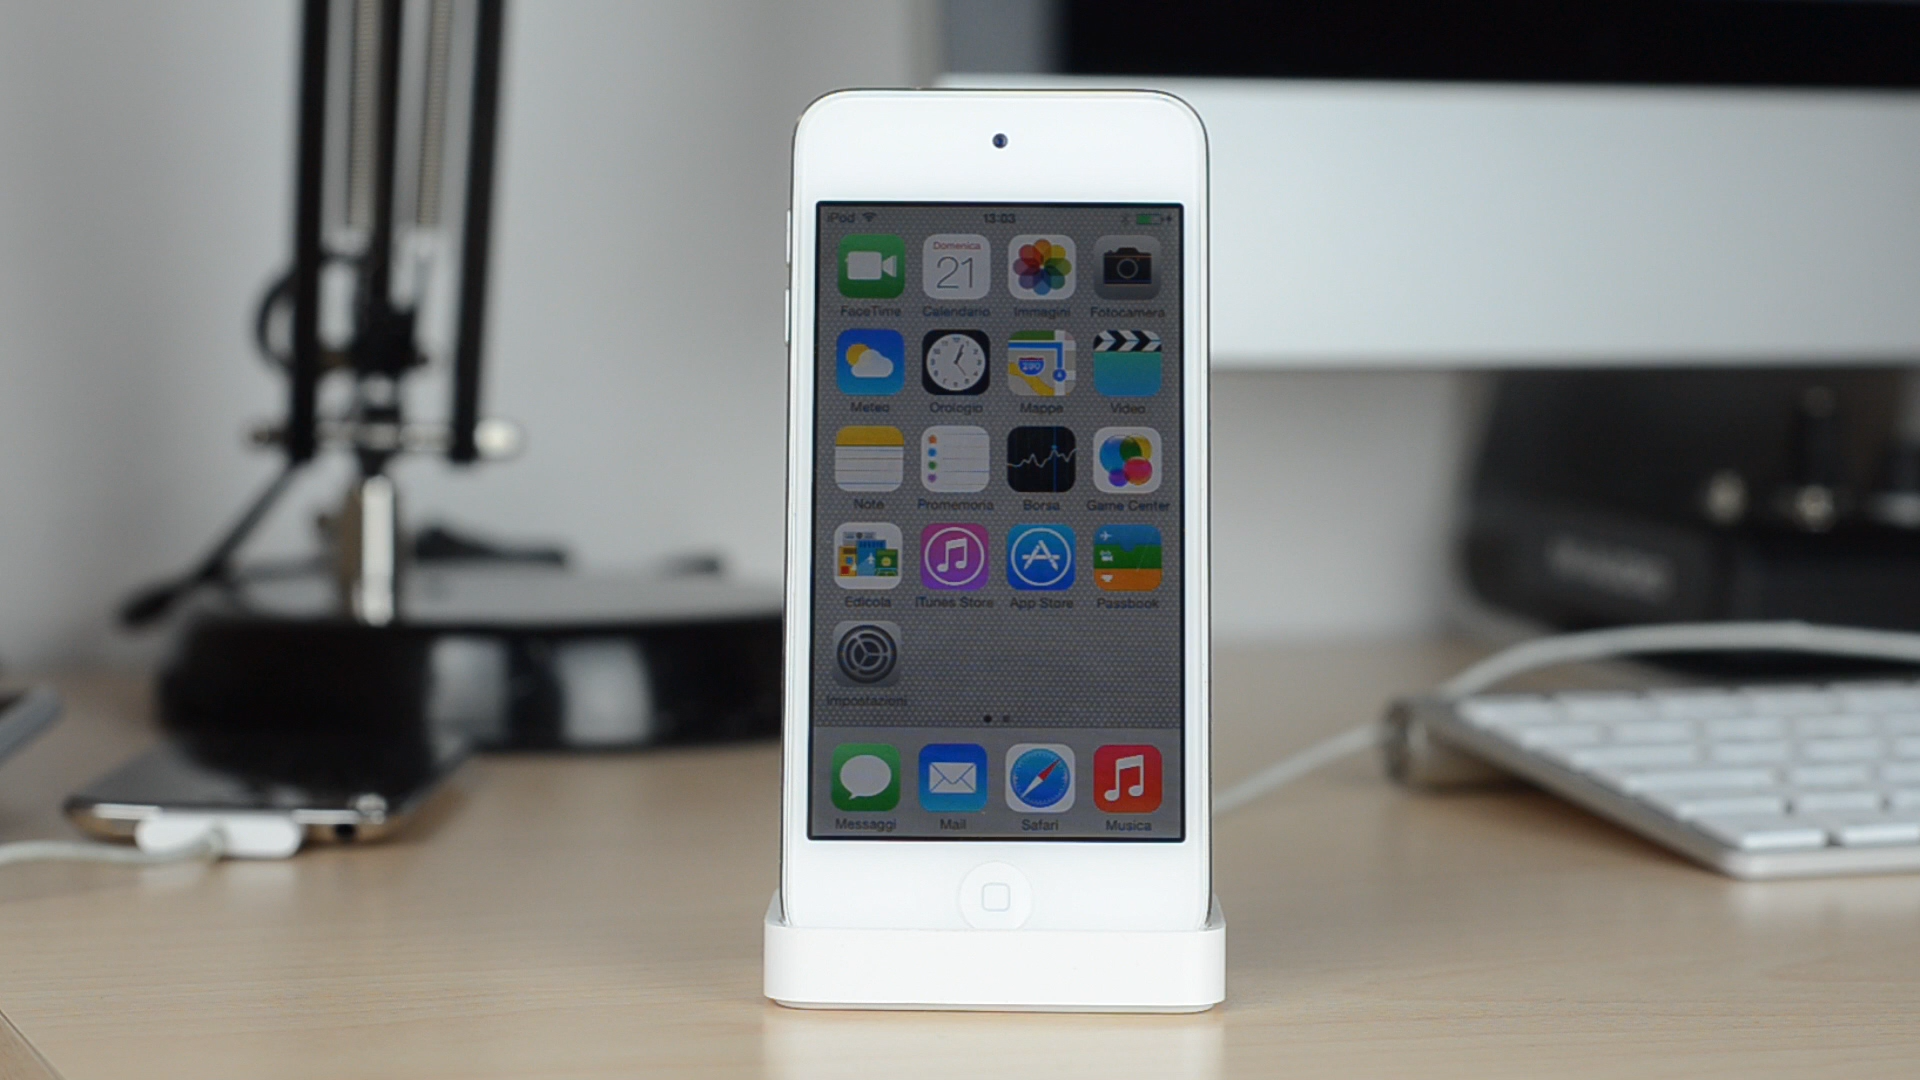 iPod 13:03
Domenica
21
FaceTime Calendario Immagini Fotocamera
280
Meteo Orologio Mappe Video
Note Promemoria Borsa Game Center
Edicola iTunes Store App Store Passbook
Impostazioni
Messaggi Mail Safari Musica